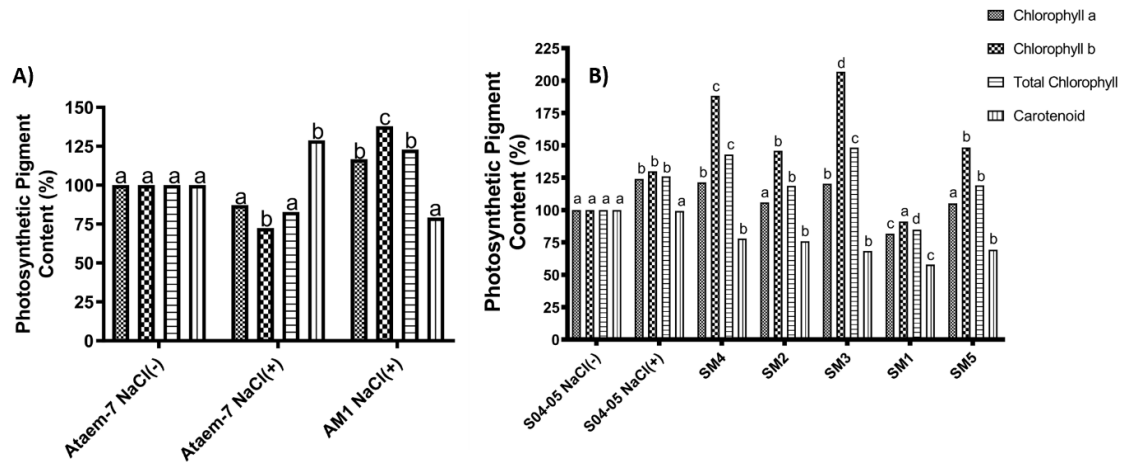 A)
Photosynthetic Pigment
Content (%)
150
125
100
75
50
25
0
a a a a
a b a b
b c b a
Ataem-7 NaCl(-)
Ataem-7 NaCl(+)
AM1 NaCl(+)
B)
Photosynthetic Pigment
Content (%)
225
200
175
150
125
100
75
50
25
0
a a a a
b b b a
b c c b
a b b b
b d c b
c a d c
a b b b
S04-05 NaCl(-)
S04-05 NaCl(+)
SM4
SM2
SM3
SM1
SM5
Chlorophyll a
Chlorophyll b
Total Chlorophyll
Carotenoid